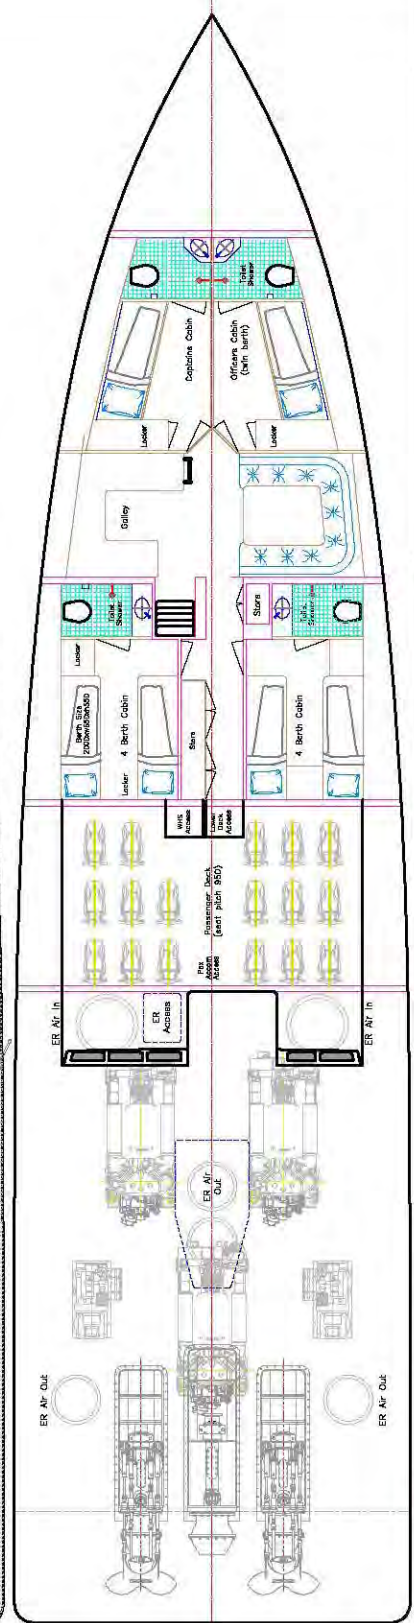 Toilet
Shower
Captains Cabin
Officers Cabin
(twin berth)
Locker
Locker
Galley
Toilet
Shower
Store
Toilet
Shower
Locker
Berth Size
4 Berth Cabin
Locker
Store
4 Berth Cabin
WHS
Access
Lower
Deck
Access
Passenger Deck
(seat pitch 950)
Pax
Accom
Access
ER Air In
ER
Access
ER Air In
ER Air
Out
ER Air Out
ER Air Out